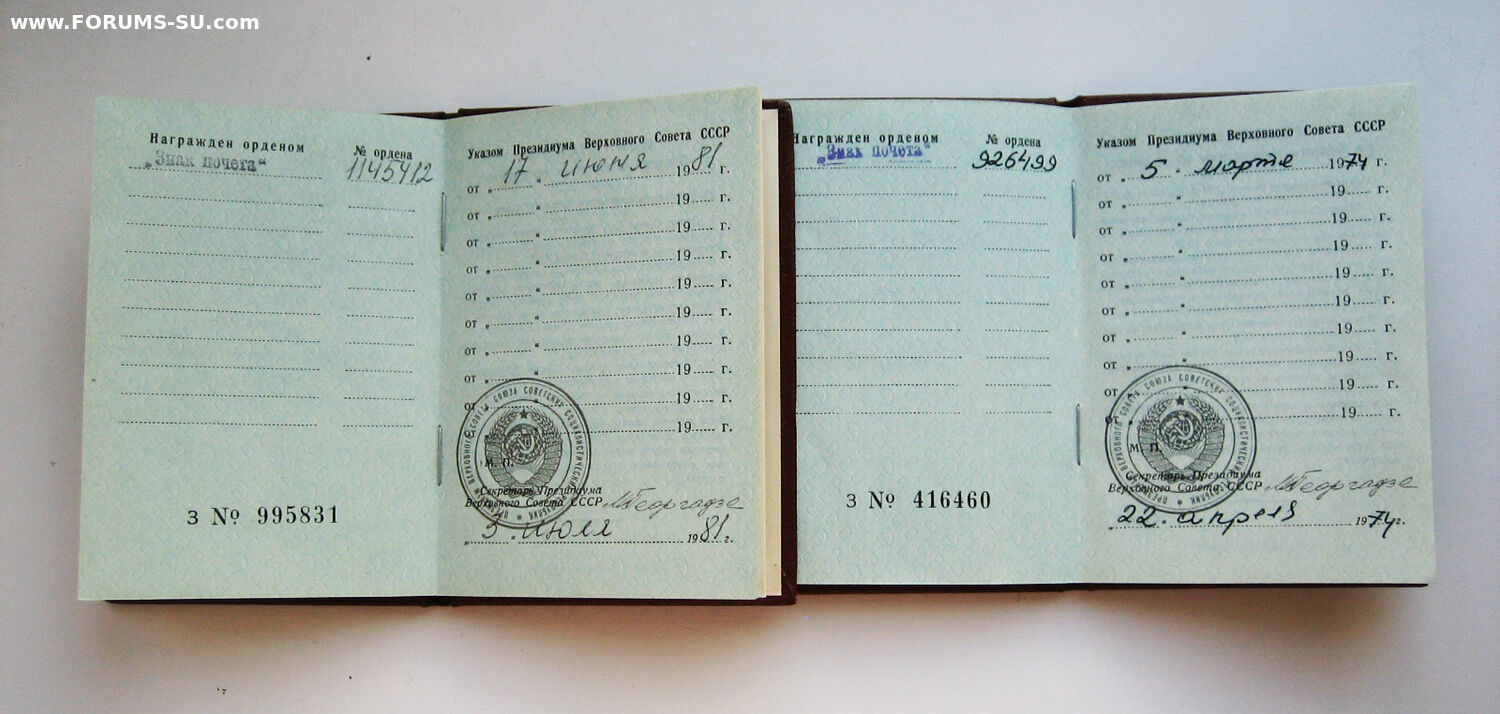 www.FORUMS-SU.com
Награжден орденом № ордена
„Знак почета“ 1145412
З № 995831
Указом Президиума Верховного Совета СССР
от „ 17 “ июня 1981 г.
от „ “ 19 г.
от „ “ 19 г.
от „ “ 19 г.
от „ “ 19 г.
от „ “ 19 г.
от „ “ 19 г.
от „ “ 19 г.
от „ “ 19 г.
от „ “ 19 г.
М. П.
Секретарь Президиума
Верховного Совета СССР МГеоргадзе
„ 3 “ июля 1981 г.
Награжден орденом № ордена
„Знак почета“ 926499
З № 416460
Указом Президиума Верховного Совета СССР
от „ 5 “ марта 1974 г.
от „ “ 19 г.
от „ “ 19 г.
от „ “ 19 г.
от „ “ 19 г.
от „ “ 19 г.
от „ “ 19 г.
от „ “ 19 г.
от „ “ 19 г.
от „ “ 19 г.
М. П.
Секретарь Президиума
Верховного Совета СССР МГеоргадзе
„ 22 “ апреля 1974 г.